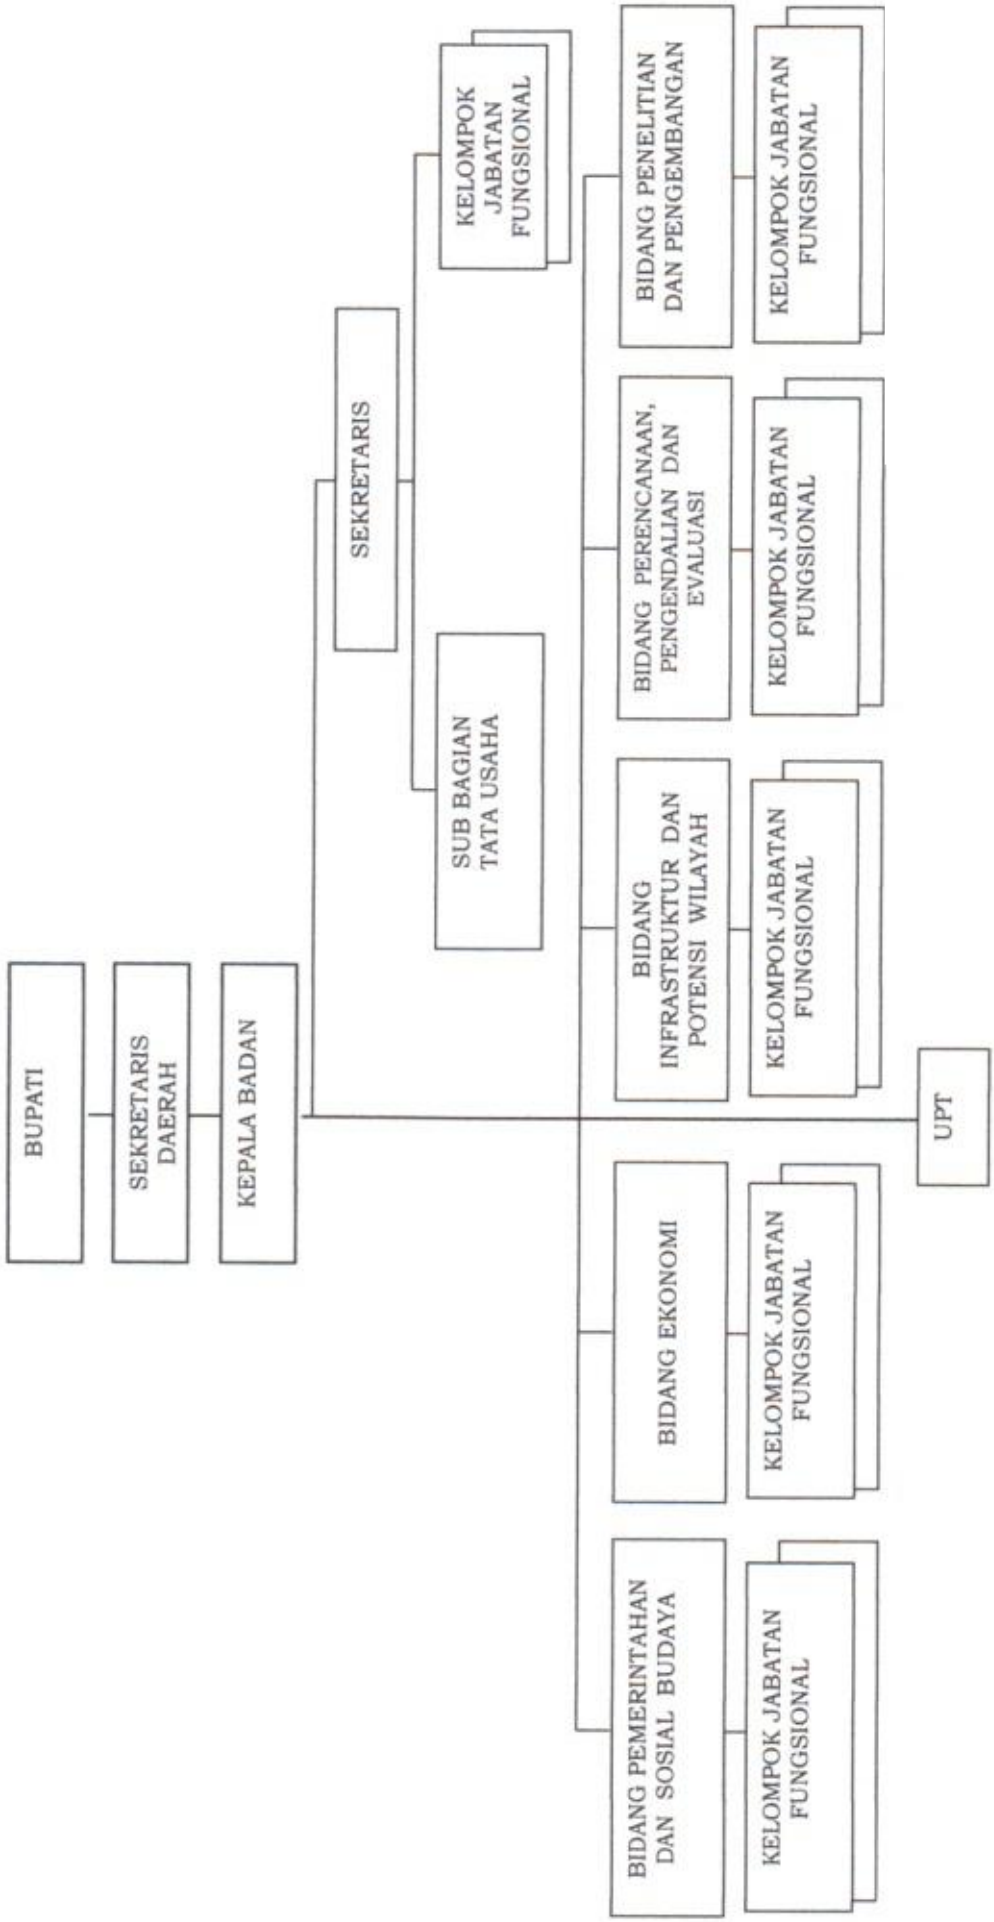 BUPATI
SEKRETARIS
DAERAH
KEPALA BADAN
SEKRETARIS
SUB BAGIAN
TATA USAHA
KELOMPOK
JABATAN
FUNGSIONAL
BIDANG PEMERINTAHAN
DAN SOSIAL BUDAYA
BIDANG EKONOMI
BIDANG
INFRASTRUKTUR DAN
POTENSI WILAYAH
BIDANG PERENCANAAN,
PENGENDALIAN DAN
EVALUASI
BIDANG PENELITIAN
DAN PENGEMBANGAN
KELOMPOK JABATAN
FUNGSIONAL
KELOMPOK JABATAN
FUNGSIONAL
KELOMPOK JABATAN
FUNGSIONAL
KELOMPOK JABATAN
FUNGSIONAL
KELOMPOK JABATAN
FUNGSIONAL
UPT